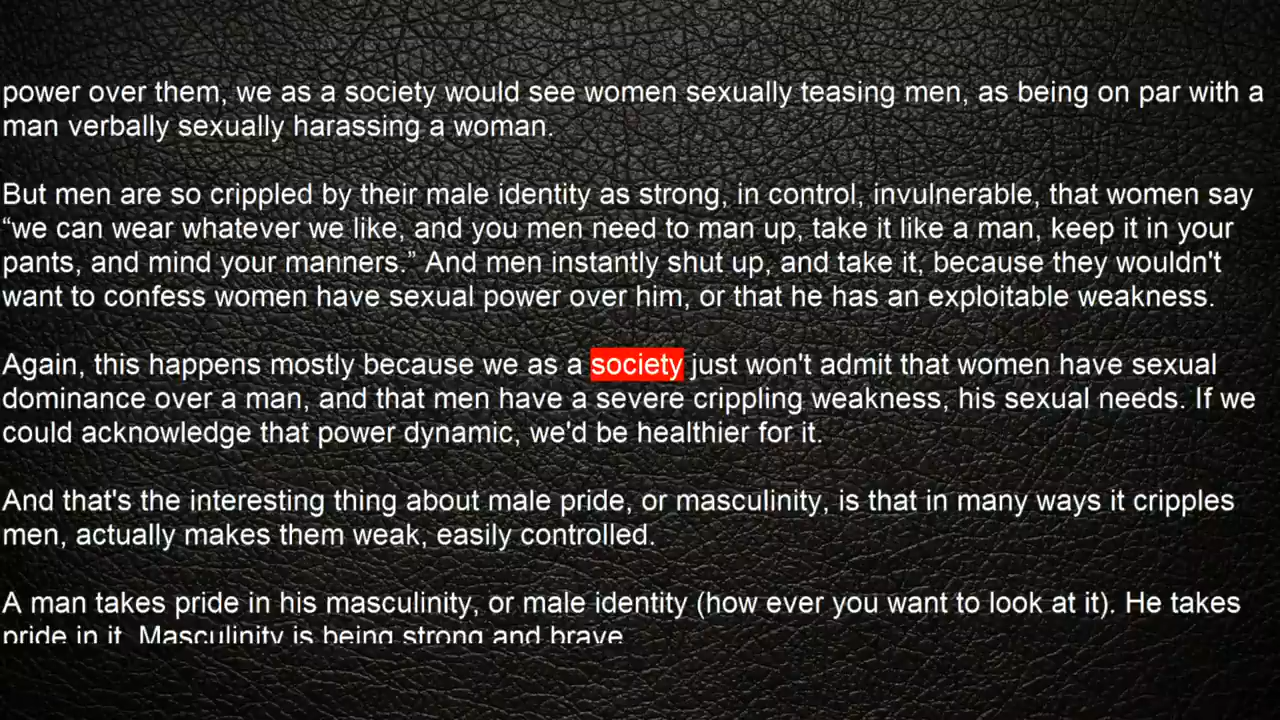 power over them, we as a society would see women sexually teasing men, as being on par with a
man verbally sexually harassing a woman.
But men are so crippled by their male identity as strong, in control, invulnerable, that women say
“we can wear whatever we like, and you men need to man up, take it like a man, keep it in your
pants, and mind your manners.” And men instantly shut up, and take it, because they wouldn't
want to confess women have sexual power over him, or that he has an exploitable weakness.
Again, this happens mostly because we as a society just won't admit that women have sexual
dominance over a man, and that men have a severe crippling weakness, his sexual needs. If we
could acknowledge that power dynamic, we'd be healthier for it.
And that's the interesting thing about male pride, or masculinity, is that in many ways it cripples
men, actually makes them weak, easily controlled.
A man takes pride in his masculinity, or male identity (how ever you want to look at it). He takes
pride in it. Masculinity is being strong and brave